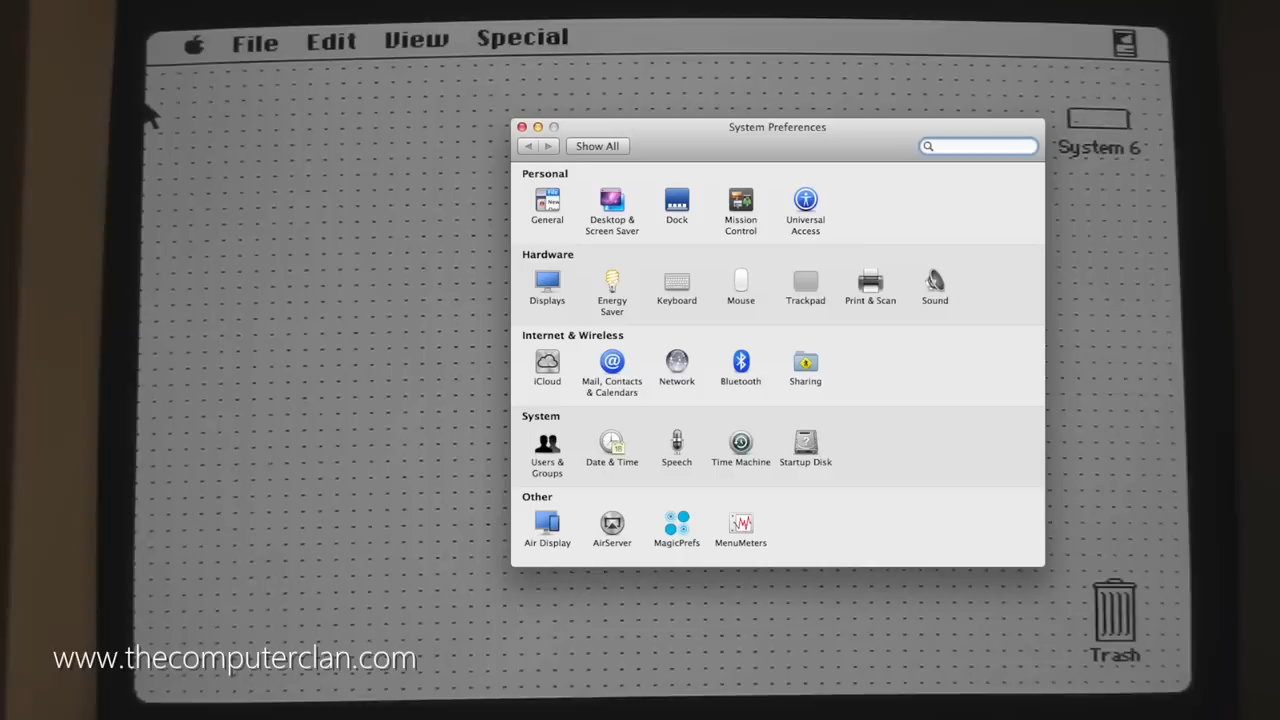 File Edit View Special
System Preferences
Show All
System 6
Personal
General
Desktop &
Screen Saver
Dock
Mission
Control
Universal
Access
Hardware
Displays
Energy
Saver
Keyboard
Mouse
Trackpad
Print & Scan
Sound
Internet & Wireless
iCloud
Mail, Contacts
& Calendars
Network
Bluetooth
Sharing
System
Users &
Groups
Date & Time
Speech
Time Machine
Startup Disk
Other
Air Display
AirServer
MagicPrefs
MenuMeters
Trash
www.thecomputerclan.com